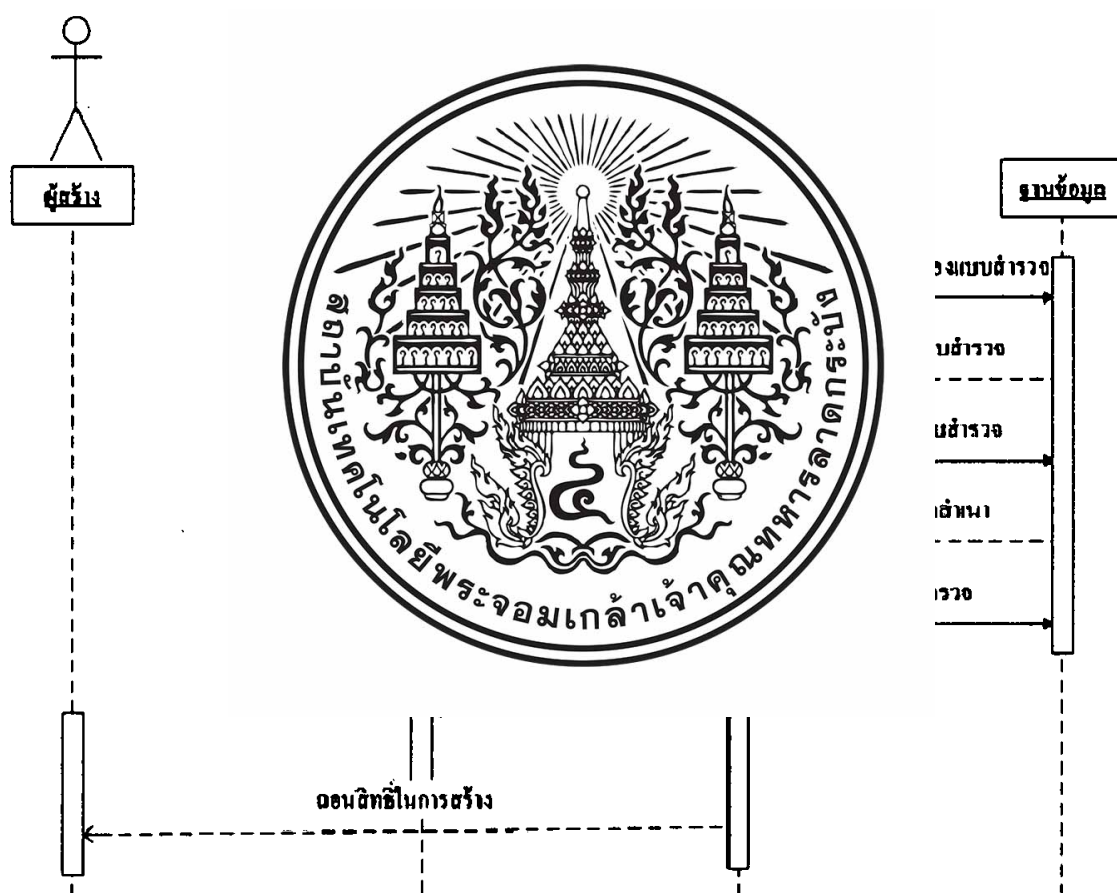 ผู้สร้าง
ฐานข้อมูล
องแบบสำรวจ
บสำรวจ
บสำรวจ
สำเนา
ำรวจ
สถาบันเทคโนโลยีพระจอมเกล้าเจ้าคุณทหารลาดกระบัง
๔
ถอนสิทธิ์ในการสร้าง